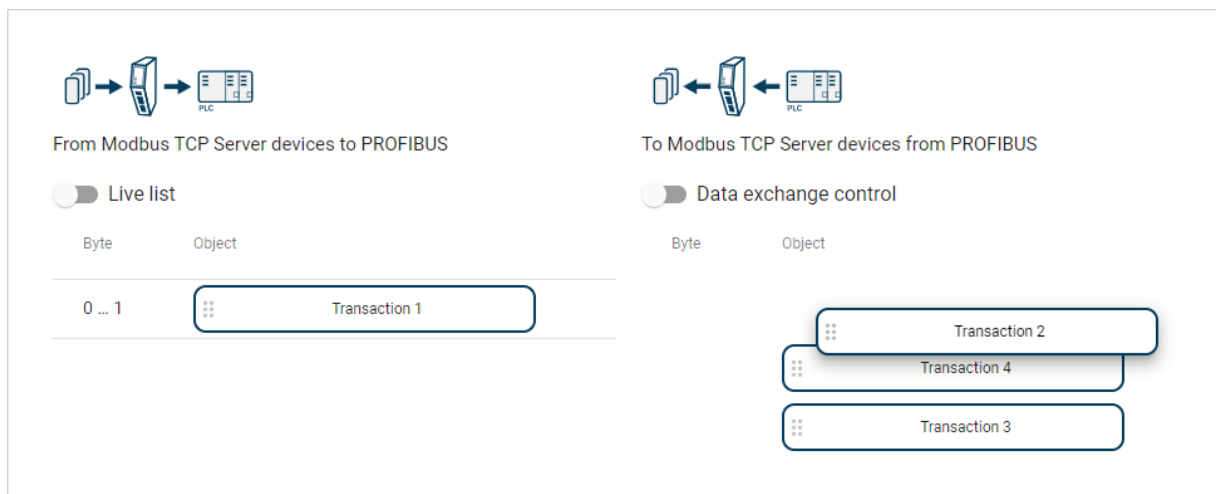 PLC
From Modbus TCP Server devices to PROFIBUS
Live list
Byte Object
0 ... 1 Transaction 1
PLC
To Modbus TCP Server devices from PROFIBUS
Data exchange control
Byte Object
Transaction 2
Transaction 4
Transaction 3